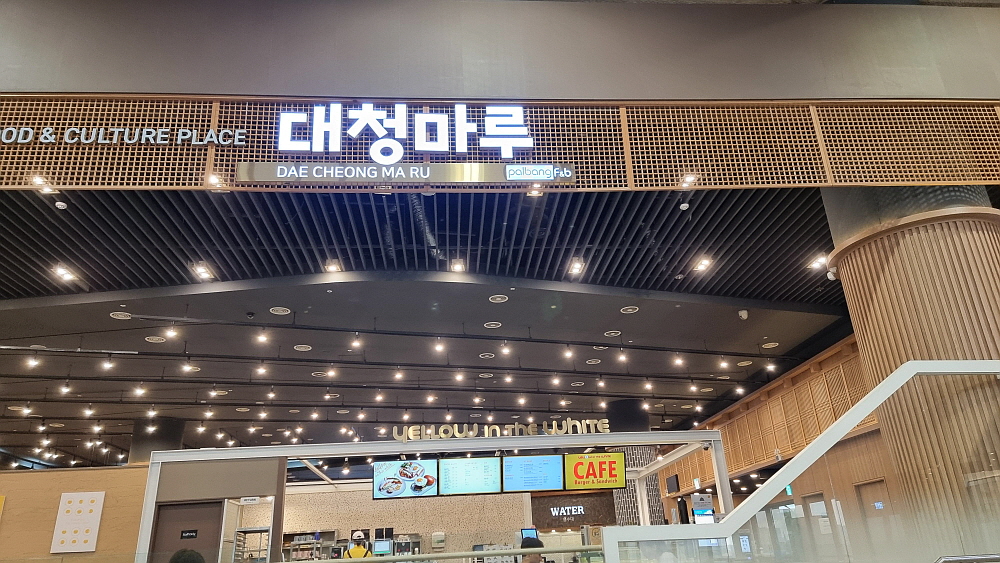 OD & CULTURE PLACE
대청마루
DAE CHEONG MA RU
palbang f&b
YELLOW IN THE WHITE
CAFE
Burger & Sandwich
WATER